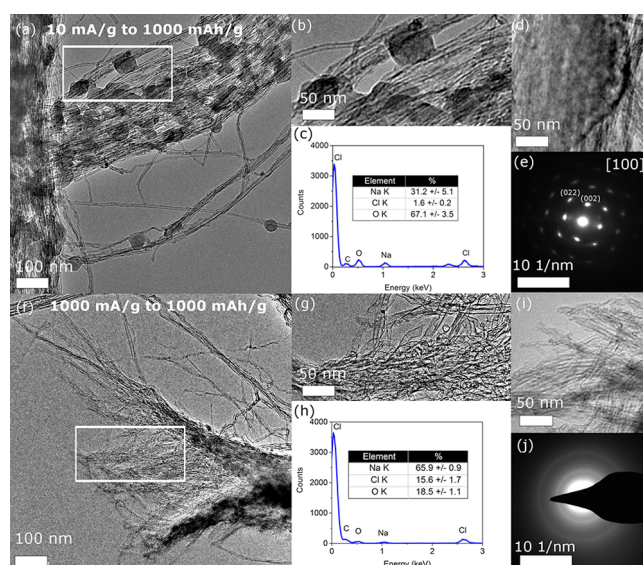 (a) 10 mA/g to 1000 mAh/g
100 nm
(b)
50 nm
(c)
4000
3000
2000
1000
0
Counts
Cl
C
O
Na
Cl
Element %
Na K 31.2 +/- 5.1
Cl K 1.6 +/- 0.2
O K 67.1 +/- 3.5
0 1 2 3
Energy (keV)
(d)
50 nm
(e) [100]
(022)
(002)
10 1/nm
(f) 1000 mA/g to 1000 mAh/g
100 nm
(g)
50 nm
(h)
4000
3000
2000
1000
0
Counts
Cl
C
O
Na
Cl
Element %
Na K 65.9 +/- 0.9
Cl K 15.6 +/- 1.7
O K 18.5 +/- 1.1
0 1 2 3
Energy (keV)
(i)
50 nm
(j)
10 1/nm